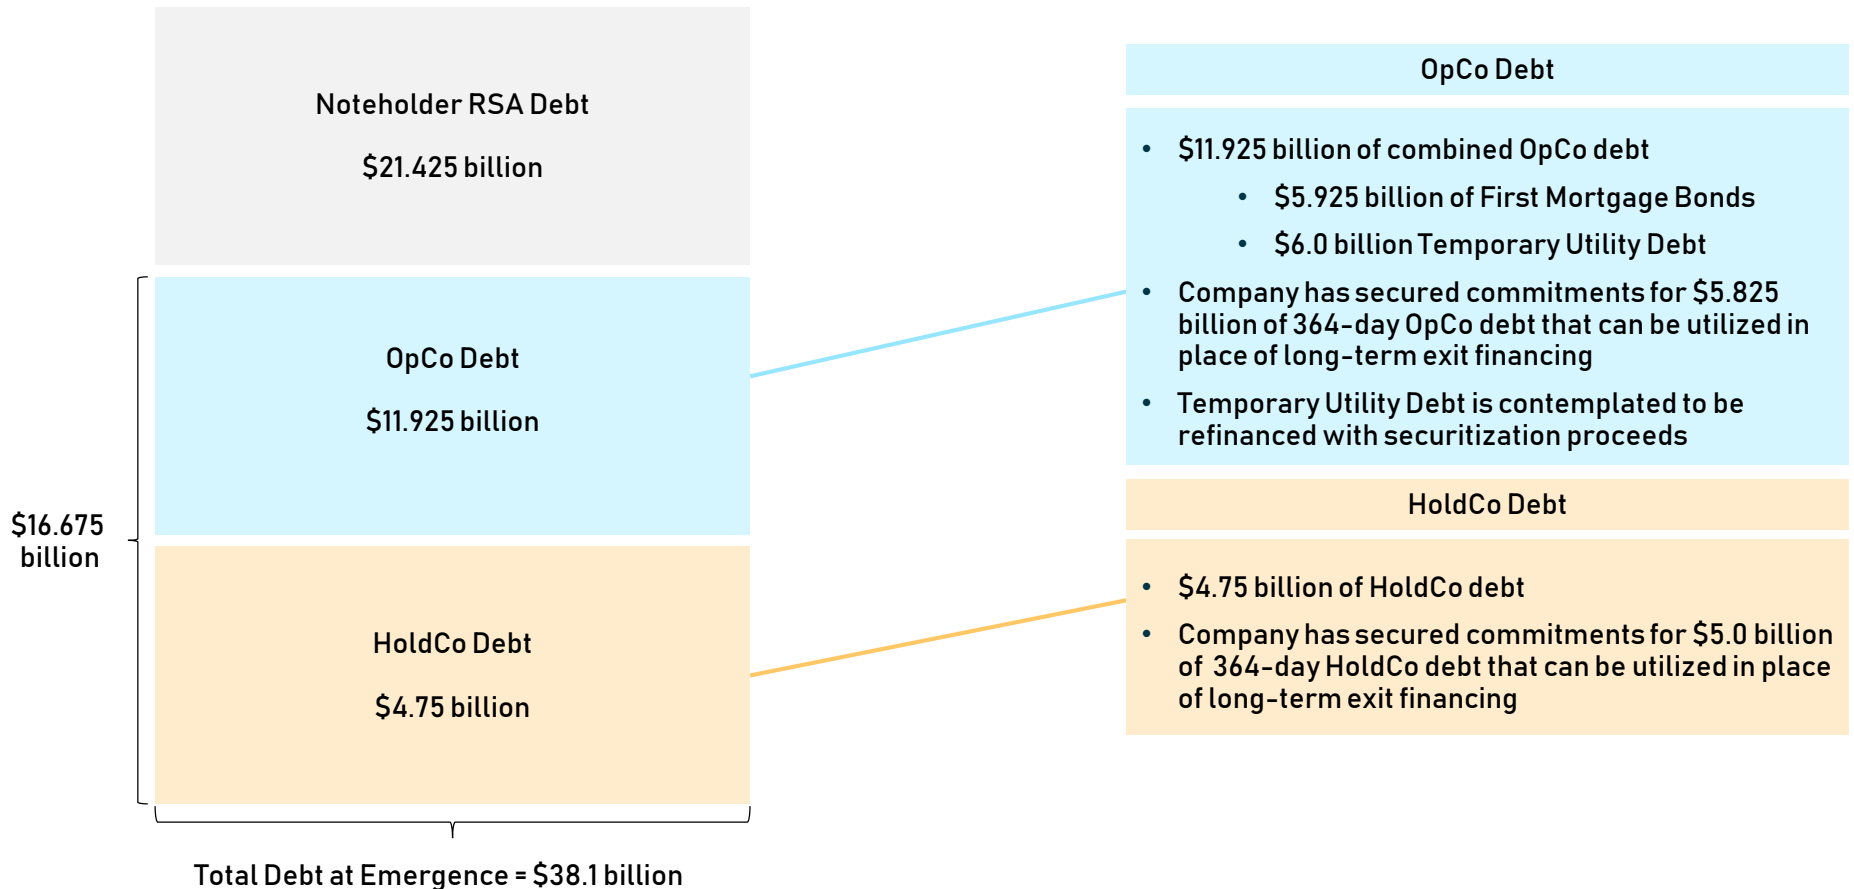 Noteholder RSA Debt
$21.425 billion
OpCo Debt
$11.925 billion
$16.675
billion
HoldCo Debt
$4.75 billion
Total Debt at Emergence = $38.1 billion
OpCo Debt
• $11.925 billion of combined OpCo debt
• $5.925 billion of First Mortgage Bonds
• $6.0 billion Temporary Utility Debt
• Company has secured commitments for $5.825
billion of 364-day OpCo debt that can be utilized in
place of long-term exit financing
• Temporary Utility Debt is contemplated to be
refinanced with securitization proceeds
HoldCo Debt
• $4.75 billion of HoldCo debt
• Company has secured commitments for $5.0 billion
of 364-day HoldCo debt that can be utilized in place
of long-term exit financing